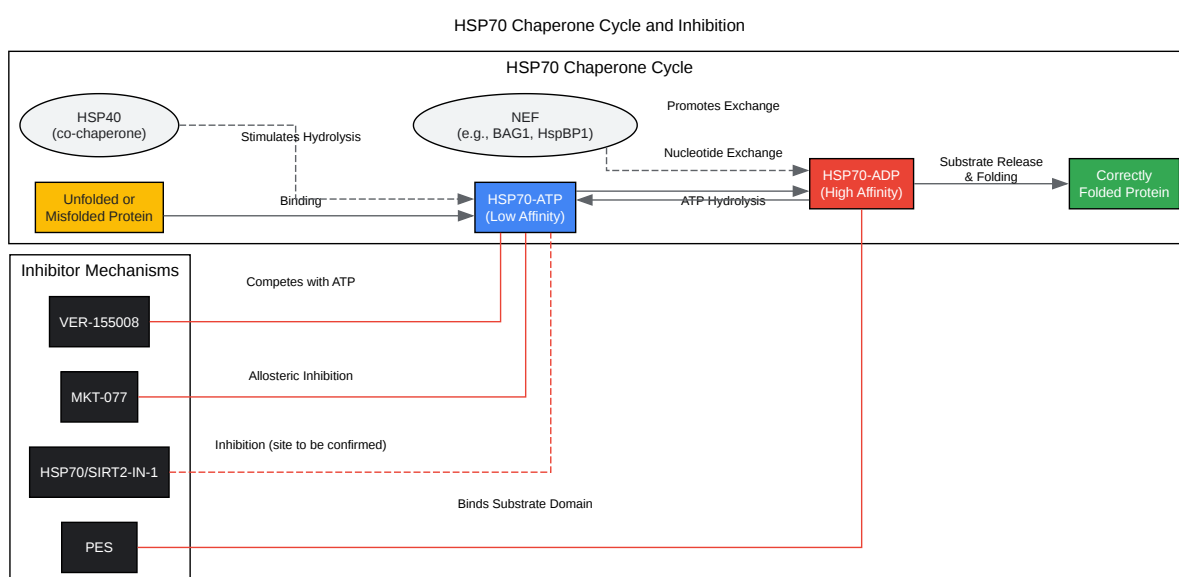 HSP70 Chaperone Cycle and Inhibition
HSP70 Chaperone Cycle
HSP40
(co-chaperone)
Stimulates Hydrolysis
NEF
(e.g., BAG1, HspBP1)
Promotes Exchange
Nucleotide Exchange
Unfolded or
Misfolded Protein
Binding
HSP70-ATP
(Low Affinity)
ATP Hydrolysis
HSP70-ADP
(High Affinity)
Substrate Release
& Folding
Correctly
Folded Protein
Inhibitor Mechanisms
Competes with ATP
VER-155008
Allosteric Inhibition
MKT-077
Inhibition (site to be confirmed)
HSP70/SIRT2-IN-1
Binds Substrate Domain
PES